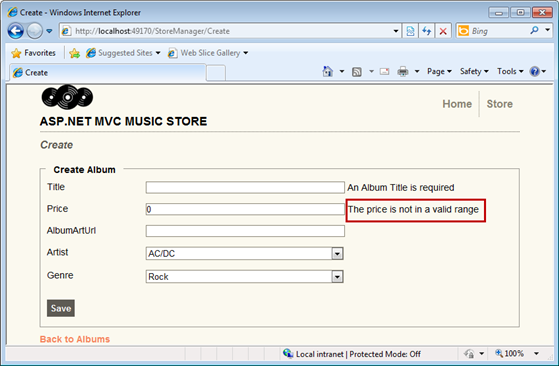 Create - Windows Internet Explorer
http://localhost:49170/StoreManager/Create
Bing
Favorites Suggested Sites Web Slice Gallery
Create
Page Safety Tools
Home Store
ASP.NET MVC MUSIC STORE
Create
Create Album
Title An Album Title is required
Price 0 The price is not in a valid range
AlbumArtUrl
Artist AC/DC
Genre Rock
Save
Back to Albums
Local intranet | Protected Mode: Off 100%